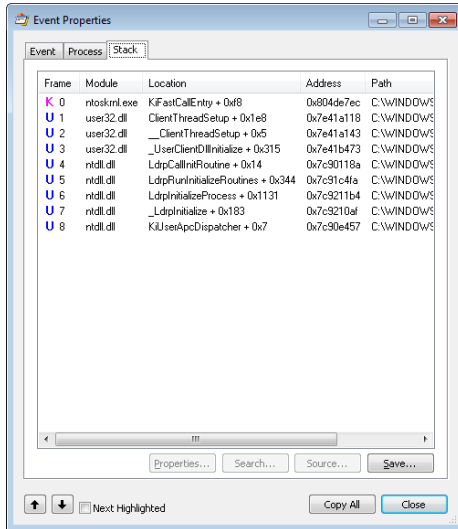 Event Properties
Event Process Stack
Frame Module Location Address Path
K 0 ntoskrnl.exe KiFastCallEntry + 0xf8 0x804de7ec C:\WINDOWS
U 1 user32.dll ClientThreadSetup + 0x1e8 0x7e41a118 C:\WINDOWS
U 2 user32.dll __ClientThreadSetup + 0x5 0x7e41a143 C:\WINDOWS
U 3 user32.dll _UserClientDllInitialize + 0x315 0x7e41b473 C:\WINDOWS
U 4 ntdll.dll LdrpCallInitRoutine + 0x14 0x7c90118a C:\WINDOWS
U 5 ntdll.dll LdrpRunInitializeRoutines + 0x344 0x7c91c4fa C:\WINDOWS
U 6 ntdll.dll LdrpInitializeProcess + 0x1131 0x7c9211b4 C:\WINDOWS
U 7 ntdll.dll _LdrpInitialize + 0x183 0x7c9210af C:\WINDOWS
U 8 ntdll.dll KiUserApcDispatcher + 0x7 0x7c90e457 C:\WINDOWS
Properties... Search... Source... Save...
Next Highlighted Copy All Close